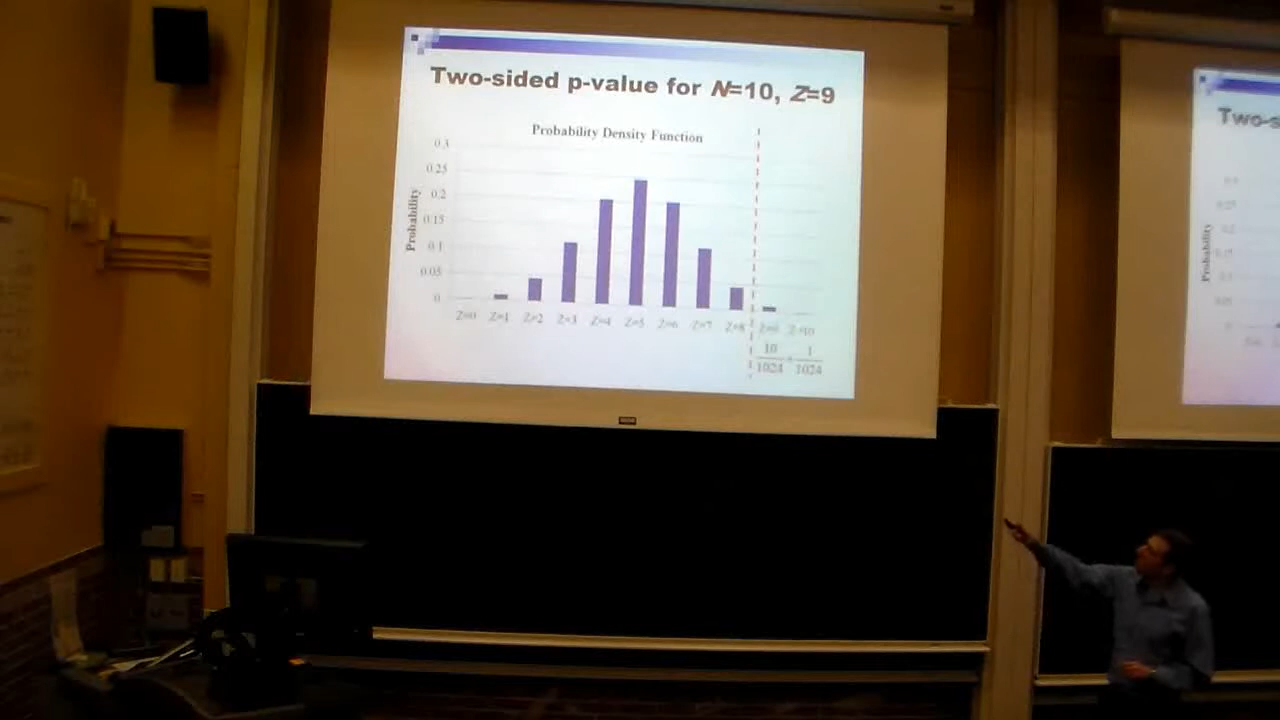 Two-sided p-value for N=10, Z=9
Probability Density Function
Probability
0.3
0.25
0.2
0.15
0.1
0.05
0
Z=0 Z=1 Z=2 Z=3 Z=4 Z=5 Z=6 Z=7 Z=8 Z=9 Z=10
10 1
+
1024 1024
Two-s
Probability